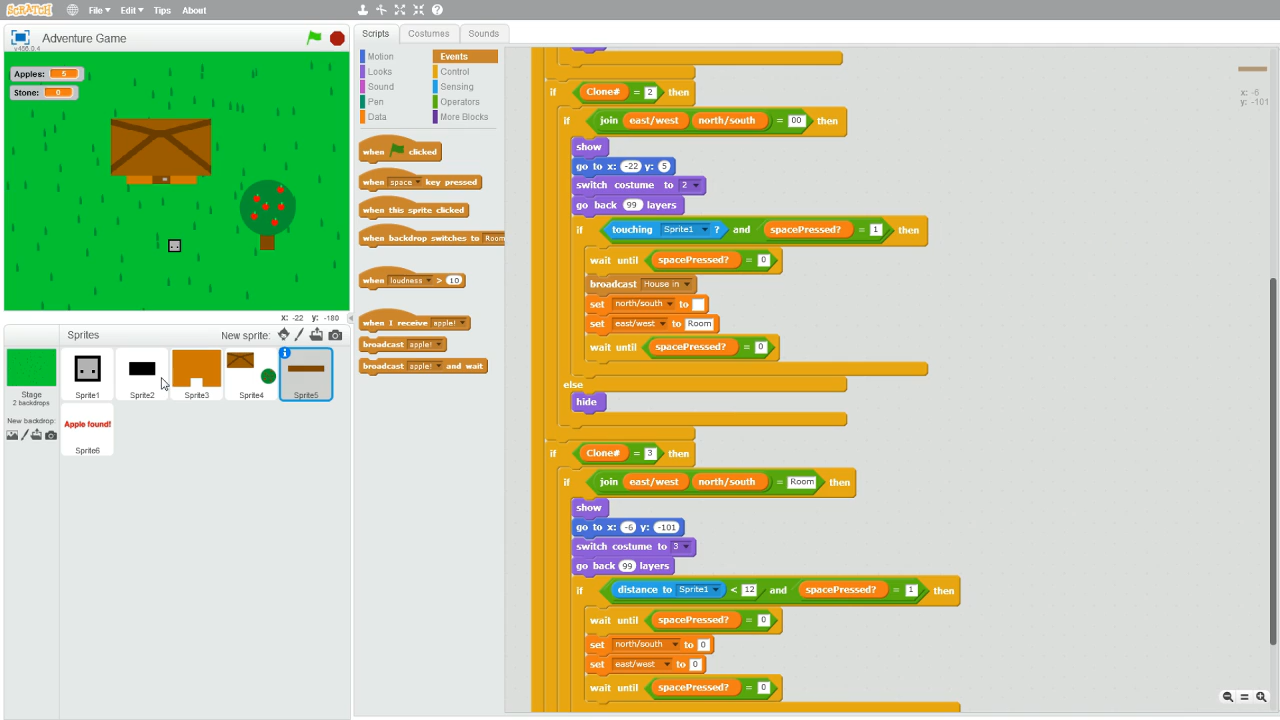 SCRATCH File Edit Tips About
Adventure Game
v456.0.4
Apples: 5
Stone: 0
x: -22 y: -180
Sprites New sprite:
Stage
2 backdrops
New backdrop:
Sprite1 Sprite2 Sprite3 Sprite4 Sprite5
Apple found!
Sprite6
Scripts Costumes Sounds
Motion Events
Looks Control
Sound Sensing
Pen Operators
Data More Blocks
when clicked
when space key pressed
when this sprite clicked
when backdrop switches to Room
when loudness > 10
when I receive apple!
broadcast apple!
broadcast apple! and wait
x: -6
y: -101
if Clone# = 2 then
if join east/west north/south = 00 then
show
go to x: -22 y: 5
switch costume to 2
go back 99 layers
if touching Sprite1 ? and spacePressed? = 1 then
wait until spacePressed? = 0
broadcast House in
set north/south to
set east/west to Room
wait until spacePressed? = 0
else
hide
if Clone# = 3 then
if join east/west north/south = Room then
show
go to x: -6 y: -101
switch costume to 3
go back 99 layers
if distance to Sprite1 < 12 and spacePressed? = 1 then
wait until spacePressed? = 0
set north/south to 0
set east/west to 0
wait until spacePressed? = 0